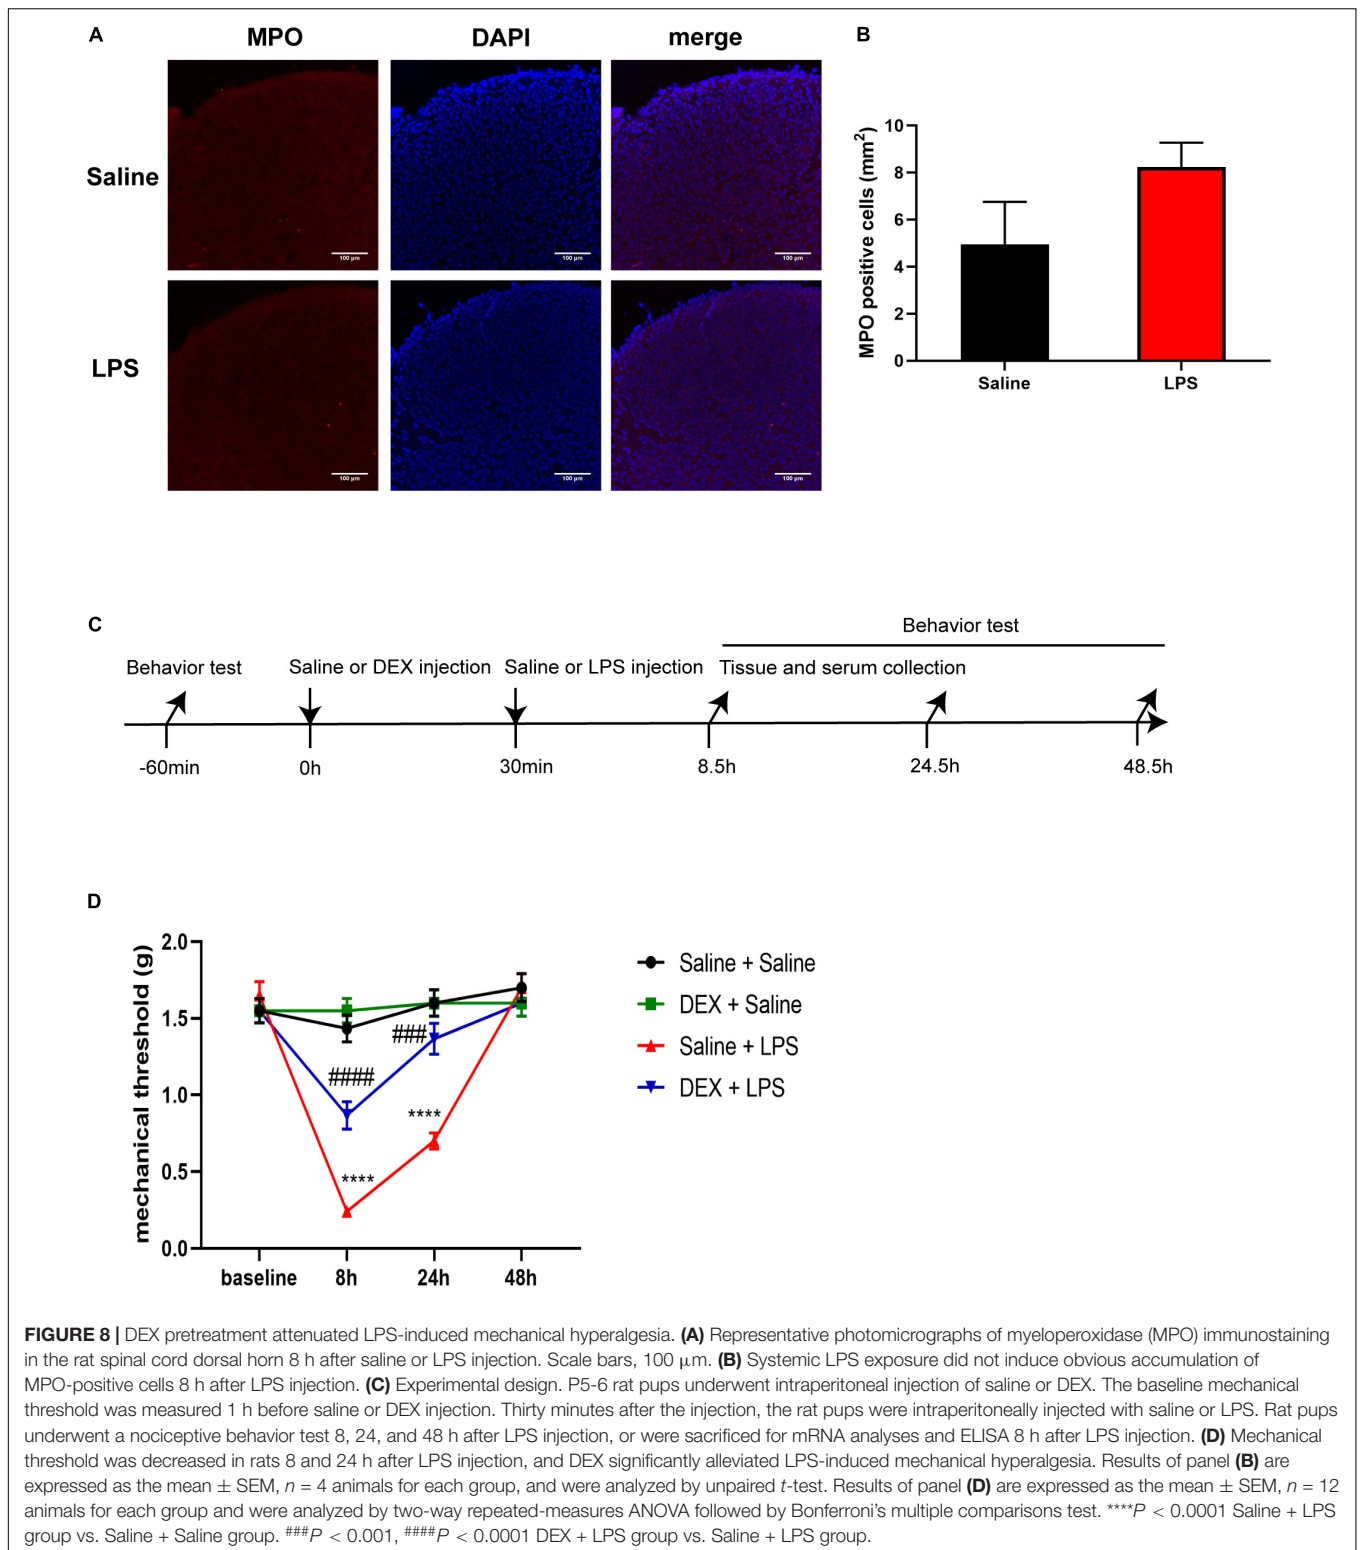 A
MPO
DAPI
merge
Saline
100 µm
100 µm
100 µm
LPS
100 µm
100 µm
100 µm
B
MPO positive cells (mm²)
10
8
6
4
2
0
Saline
LPS
C
Behavior test
Behavior test
Saline or DEX injection
Saline or LPS injection
Tissue and serum collection
-60min
0h
30min
8.5h
24.5h
48.5h
D
mechanical threshold (g)
2.0
1.5
1.0
0.5
0.0
###
####
****
****
baseline
8h
24h
48h
Saline + Saline
DEX + Saline
Saline + LPS
DEX + LPS
FIGURE 8 | DEX pretreatment attenuated LPS-induced mechanical hyperalgesia. (A) Representative photomicrographs of myeloperoxidase (MPO) immunostaining
in the rat spinal cord dorsal horn 8 h after saline or LPS injection. Scale bars, 100 μm. (B) Systemic LPS exposure did not induce obvious accumulation of
MPO-positive cells 8 h after LPS injection. (C) Experimental design. P5-6 rat pups underwent intraperitoneal injection of saline or DEX. The baseline mechanical
threshold was measured 1 h before saline or DEX injection. Thirty minutes after the injection, the rat pups were intraperitoneally injected with saline or LPS. Rat pups
underwent a nociceptive behavior test 8, 24, and 48 h after LPS injection, or were sacrificed for mRNA analyses and ELISA 8 h after LPS injection. (D) Mechanical
threshold was decreased in rats 8 and 24 h after LPS injection, and DEX significantly alleviated LPS-induced mechanical hyperalgesia. Results of panel (B) are
expressed as the mean ± SEM, n = 4 animals for each group, and were analyzed by unpaired t-test. Results of panel (D) are expressed as the mean ± SEM, n = 12
animals for each group and were analyzed by two-way repeated-measures ANOVA followed by Bonferroni's multiple comparisons test. ****P < 0.0001 Saline + LPS
group vs. Saline + Saline group. ###P < 0.001, ####P < 0.0001 DEX + LPS group vs. Saline + LPS group.